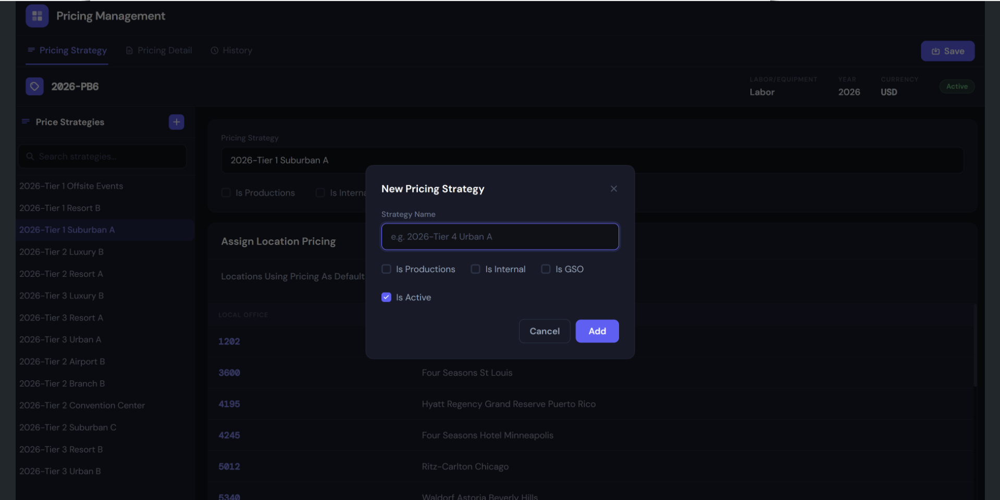 Pricing Management
Pricing Strategy
Pricing Detail
History
Save
2026-PB6
LABOR/EQUIPMENT
Labor
YEAR
2026
CURRENCY
USD
Active
Price Strategies
Search strategies...
2026-Tier 1 Offsite Events
2026-Tier 1 Resort B
2026-Tier 1 Suburban A
2026-Tier 2 Luxury B
2026-Tier 2 Resort A
2026-Tier 3 Luxury B
2026-Tier 3 Resort A
2026-Tier 3 Urban A
2026-Tier 2 Airport B
2026-Tier 2 Branch B
2026-Tier 2 Convention Center
2026-Tier 2 Suburban C
2026-Tier 3 Resort B
2026-Tier 3 Urban B
Pricing Strategy
2026-Tier 1 Suburban A
Is Productions
Is Interna
Assign Location Pricing
Locations Using Pricing As Default
LOCAL OFFICE
1202
3600 Four Seasons St Louis
4195 Hyatt Regency Grand Reserve Puerto Rico
4245 Four Seasons Hotel Minneapolis
5012 Ritz-Carlton Chicago
5340 Waldorf Astoria Beverly Hills
New Pricing Strategy
Strategy Name
e.g. 2026-Tier 4 Urban A
Is Productions
Is Internal
Is GSO
Is Active
Cancel
Add